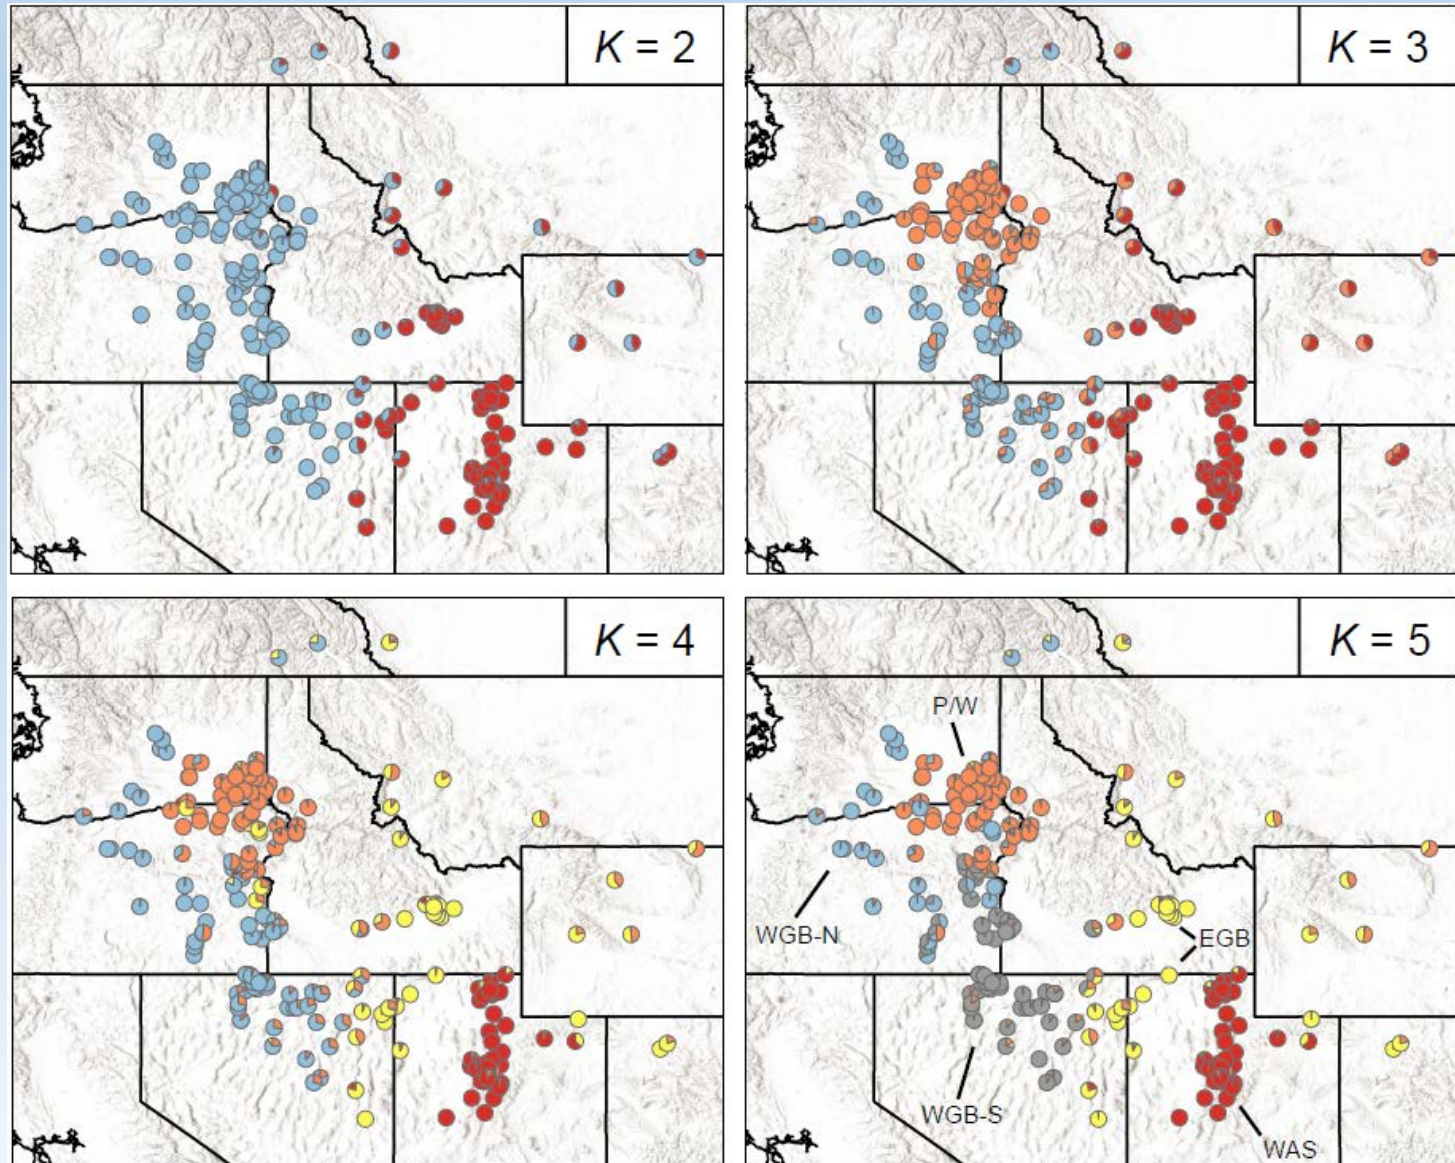 K = 2
K = 3
K = 4
K = 5
P/W
WGB-N
EGB
WGB-S
WAS